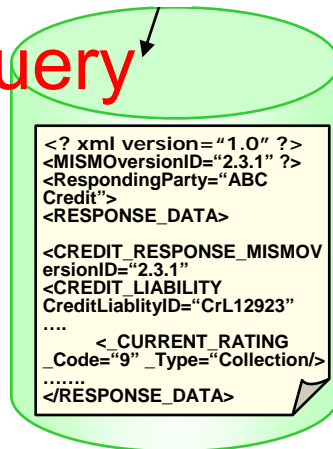 uery
<? xml version="1.0" ?>
<MISMOversionID="2.3.1" ?>
<RespondingParty="ABC
Credit">
<RESPONSE_DATA>
<CREDIT_RESPONSE_MISMOV
ersionID="2.3.1"
<CREDIT_LIABILITY
CreditLiablityID="CrL12923"
....
<_CURRENT_RATING
_Code="9" _Type="Collection/>
.......
</RESPONSE_DATA>